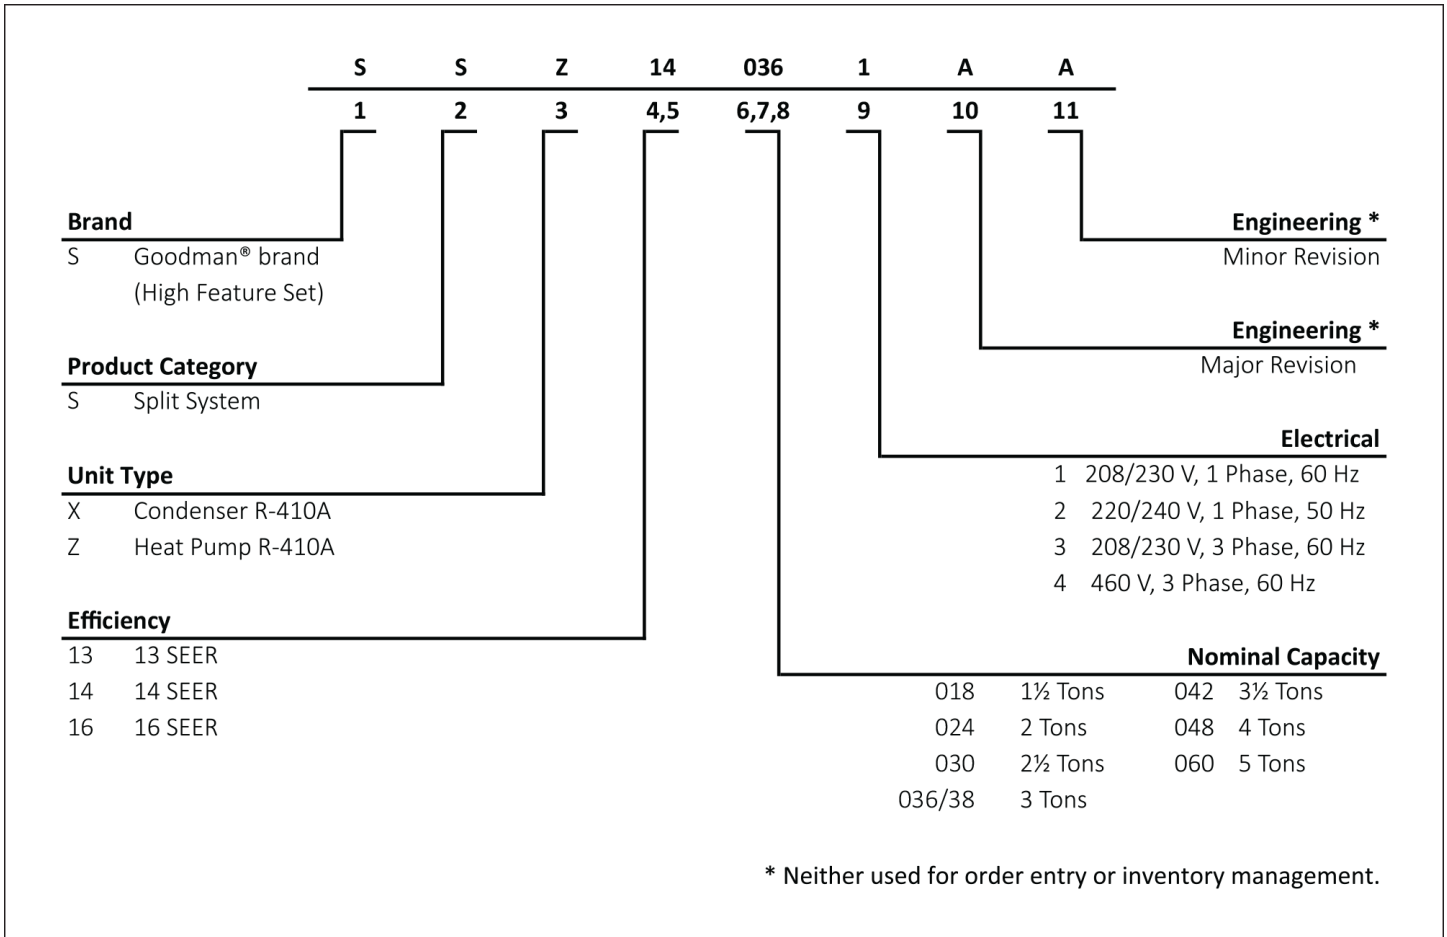 S S Z 14 036 1 A A
1 2 3 4,5 6,7,8 9 10 11
Brand
S Goodman® brand
(High Feature Set)
Product Category
S Split System
Unit Type
X Condenser R-410A
Z Heat Pump R-410A
Efficiency
13 13 SEER
14 14 SEER
16 16 SEER
Engineering *
Minor Revision
Engineering *
Major Revision
Electrical
1 208/230 V, 1 Phase, 60 Hz
2 220/240 V, 1 Phase, 50 Hz
3 208/230 V, 3 Phase, 60 Hz
4 460 V, 3 Phase, 60 Hz
Nominal Capacity
018 1½ Tons 042 3½ Tons
024 2 Tons 048 4 Tons
030 2½ Tons 060 5 Tons
036/38 3 Tons
* Neither used for order entry or inventory management.